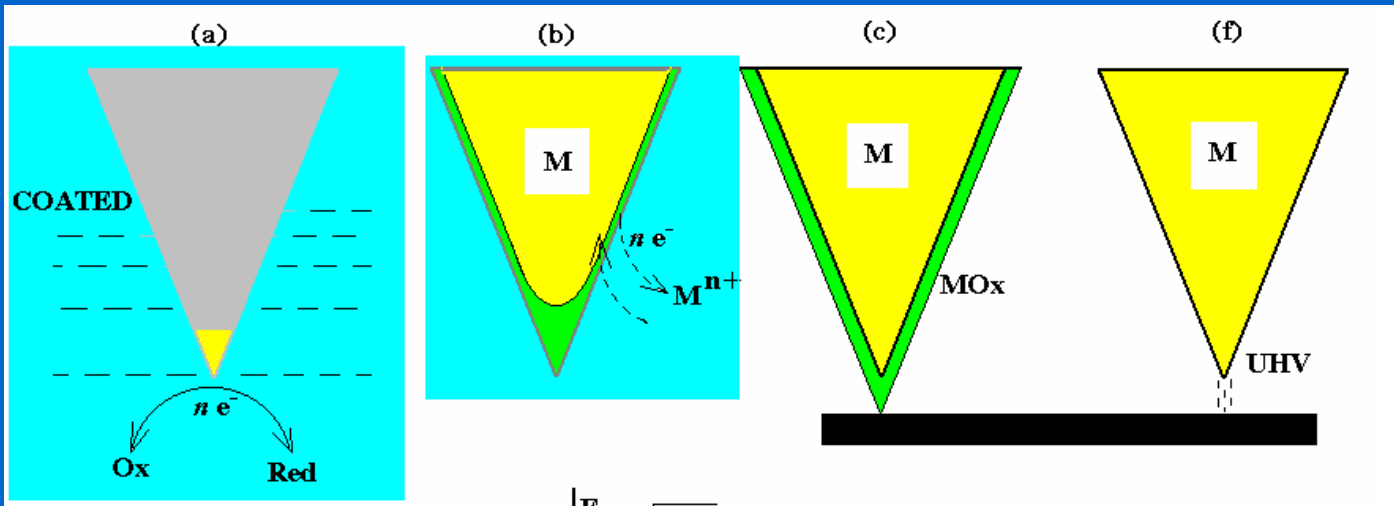 (a)
(b)
(c)
(f)
COATED
n e⁻
Ox
Red
M
n e⁻
Mⁿ⁺
M
MOx
M
UHV